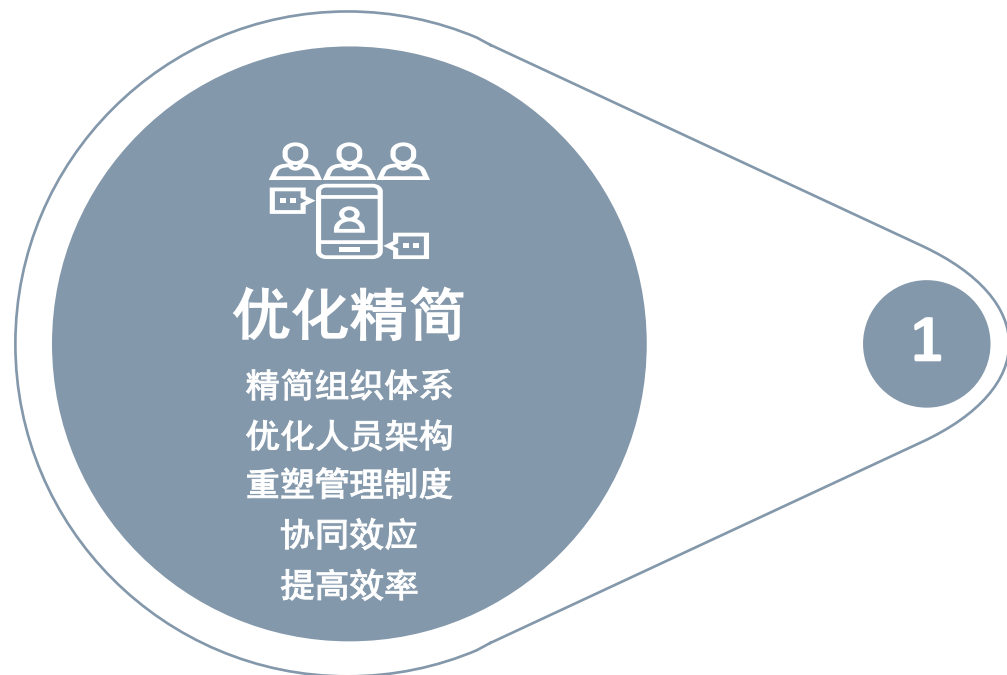 优化精简
精简组织体系
优化人员架构
重塑管理制度
协同效应
提高效率
1